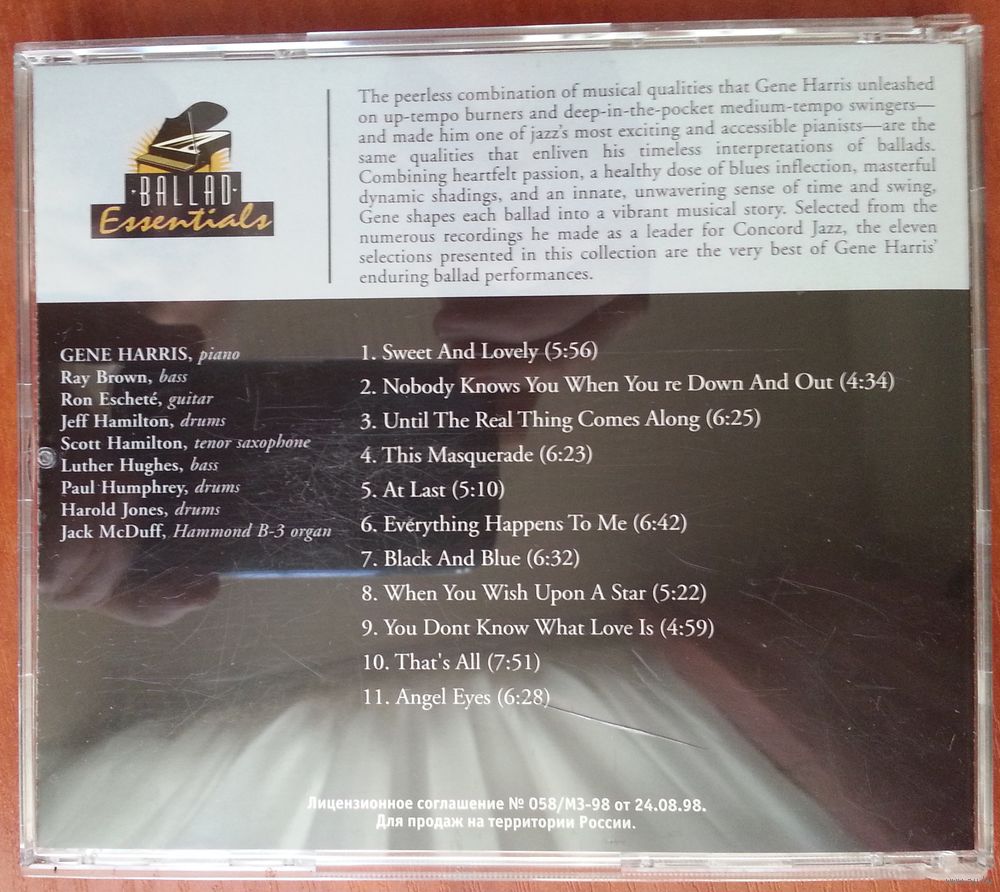 ·BALLAD·
Essentials
The peerless combination of musical qualities that Gene Harris unleashed
on up-tempo burners and deep-in-the-pocket medium-tempo swingers—
and made him one of jazz's most exciting and accessible pianists—are the
same qualities that enliven his timeless interpretations of ballads.
Combining heartfelt passion, a healthy dose of blues inflection, masterful
dynamic shadings, and an innate, unwavering sense of time and swing,
Gene shapes each ballad into a vibrant musical story. Selected from the
numerous recordings he made as a leader for Concord Jazz, the eleven
selections presented in this collection are the very best of Gene Harris'
enduring ballad performances.
GENE HARRIS, piano
Ray Brown, bass
Ron Escheté, guitar
Jeff Hamilton, drums
Scott Hamilton, tenor saxophone
Luther Hughes, bass
Paul Humphrey, drums
Harold Jones, drums
Jack McDuff, Hammond B-3 organ
1. Sweet And Lovely (5:56)
2. Nobody Knows You When You re Down And Out (4:34)
3. Until The Real Thing Comes Along (6:25)
4. This Masquerade (6:23)
5. At Last (5:10)
6. Everything Happens To Me (6:42)
7. Black And Blue (6:32)
8. When You Wish Upon A Star (5:22)
9. You Dont Know What Love Is (4:59)
10. That's All (7:51)
11. Angel Eyes (6:28)
Лицензионное соглашение № 058/МЗ-98 от 24.08.98.
Для продаж на территории России.